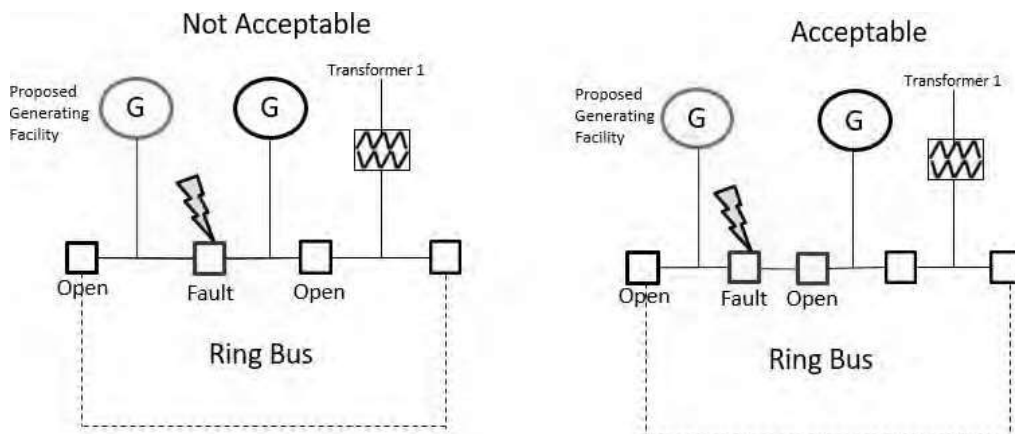 Not Acceptable
Proposed
Generating
Facility
G
G
Transformer 1
Open
Fault
Open
Ring Bus
Acceptable
Proposed
Generating
Facility
G
G
Transformer 1
Open
Fault
Open
Ring Bus